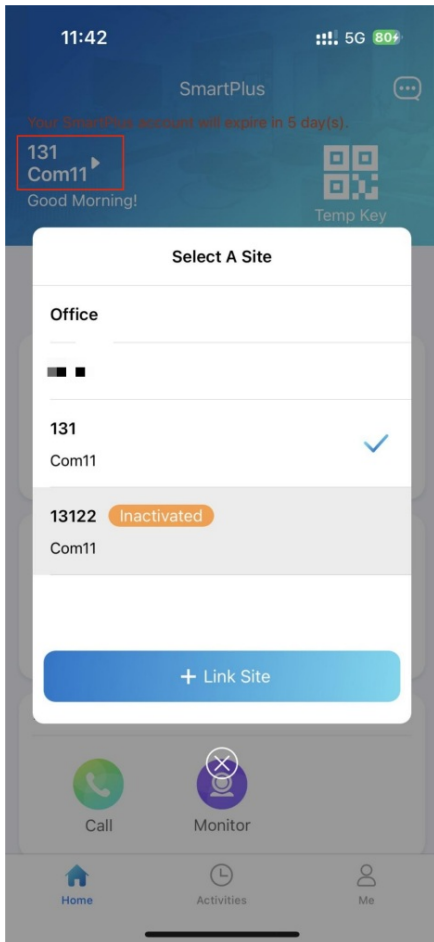 11:42
5G 80
SmartPlus
Your SmartPlus account will expire in 5 day(s).
131
Com11
Good Morning!
Temp Key
Select A Site
Office
131
Com11
13122 Inactivated
Com11
+ Link Site
Call Monitor
Home Activities Me